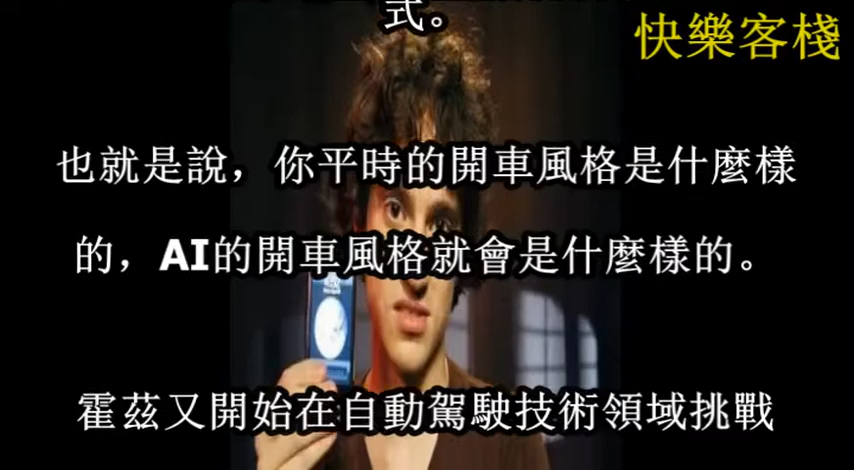 式。
快樂客棧
也就是說，你平時的開車風格是什麼樣
的，AI的開車風格就會是什麼樣的。
霍茲又開始在自動駕駛技術領域挑戰